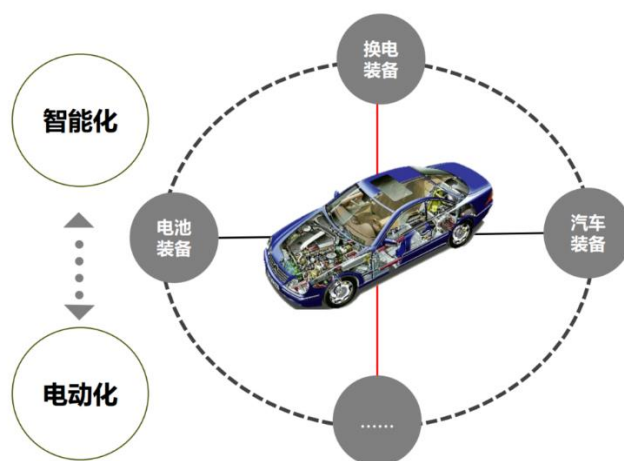 换电
装备
智能化
电池
装备
汽车
装备
电动化
......